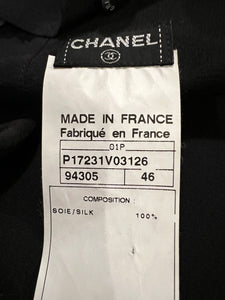 CHANEL
MADE IN FRANCE
Fabriqué en France
01P
P17231V03126
94305 46
COMPOSITION :
SOIE/SILK 100%